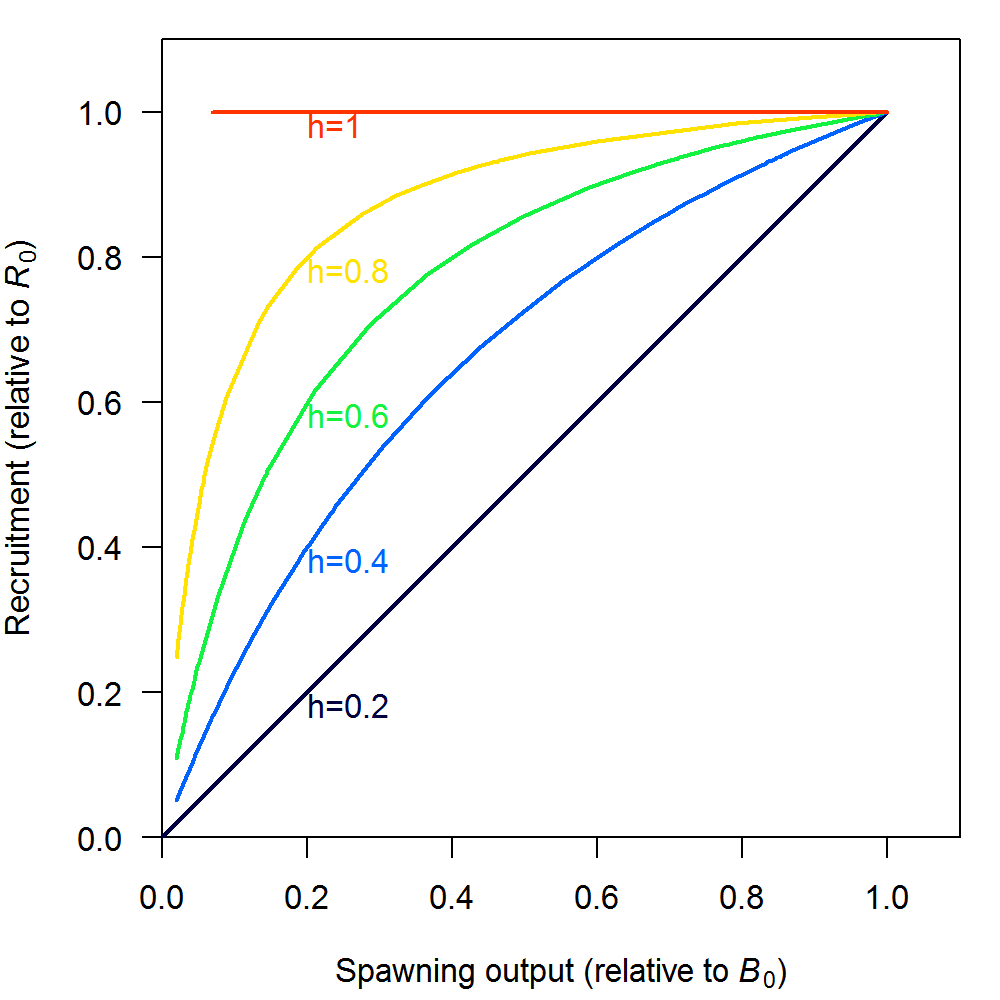 Recruitment (relative to R0)
1.0
0.8
0.6
0.4
0.2
0.0
h=1
h=0.8
h=0.6
h=0.4
h=0.2
0.0 0.2 0.4 0.6 0.8 1.0
Spawning output (relative to B0)